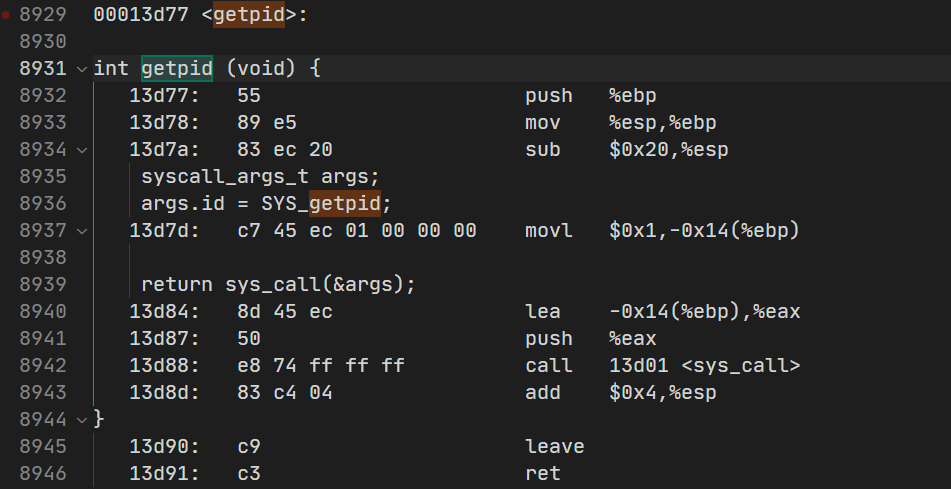 8929 00013d77 <getpid>:
8930
8931 int getpid (void) {
8932 13d77: 55 push %ebp
8933 13d78: 89 e5 mov %esp,%ebp
8934 13d7a: 83 ec 20 sub $0x20,%esp
8935 syscall_args_t args;
8936 args.id = SYS_getpid;
8937 13d7d: c7 45 ec 01 00 00 00 movl $0x1,-0x14(%ebp)
8938
8939 return sys_call(&args);
8940 13d84: 8d 45 ec lea -0x14(%ebp),%eax
8941 13d87: 50 push %eax
8942 13d88: e8 74 ff ff ff call 13d01 <sys_call>
8943 13d8d: 83 c4 04 add $0x4,%esp
8944 }
8945 13d90: c9 leave
8946 13d91: c3 ret